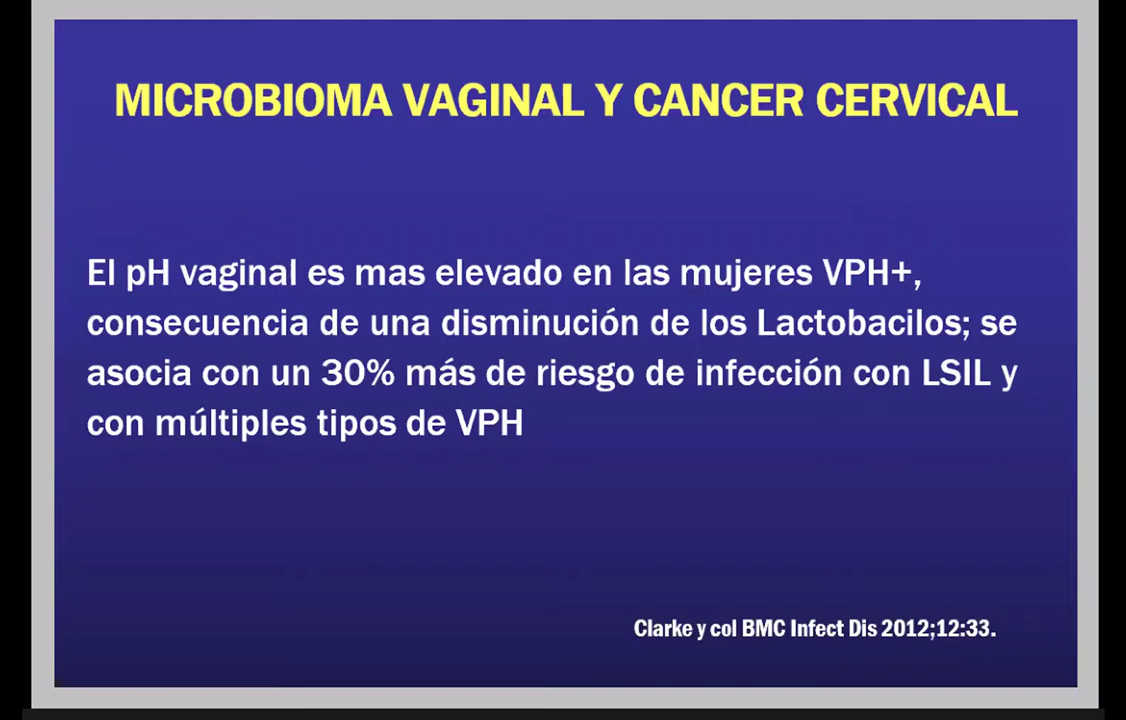 MICROBIOMA VAGINAL Y CANCER CERVICAL
El pH vaginal es mas elevado en las mujeres VPH+,
consecuencia de una disminución de los Lactobacilos; se
asocia con un 30% más de riesgo de infección con LSIL y
con múltiples tipos de VPH
Clarke y col BMC Infect Dis 2012;12:33.